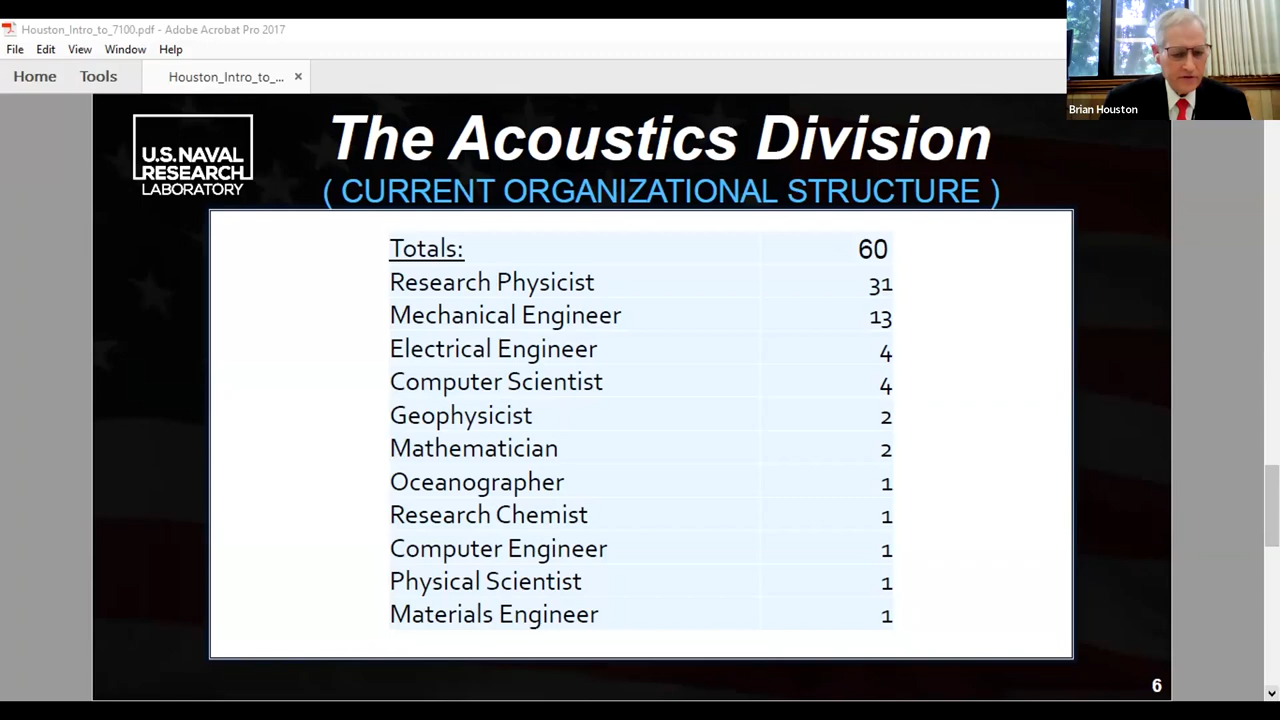 Houston_Intro_to_7100.pdf - Adobe Acrobat Pro 2017
File Edit View Window Help
Home Tools Houston_Intro_to_... ×
Brian Houston
U.S. NAVAL
RESEARCH
LABORATORY
The Acoustics Division
( CURRENT ORGANIZATIONAL STRUCTURE )
Totals: 60
Research Physicist 31
Mechanical Engineer 13
Electrical Engineer 4
Computer Scientist 4
Geophysicist 2
Mathematician 2
Oceanographer 1
Research Chemist 1
Computer Engineer 1
Physical Scientist 1
Materials Engineer 1
6